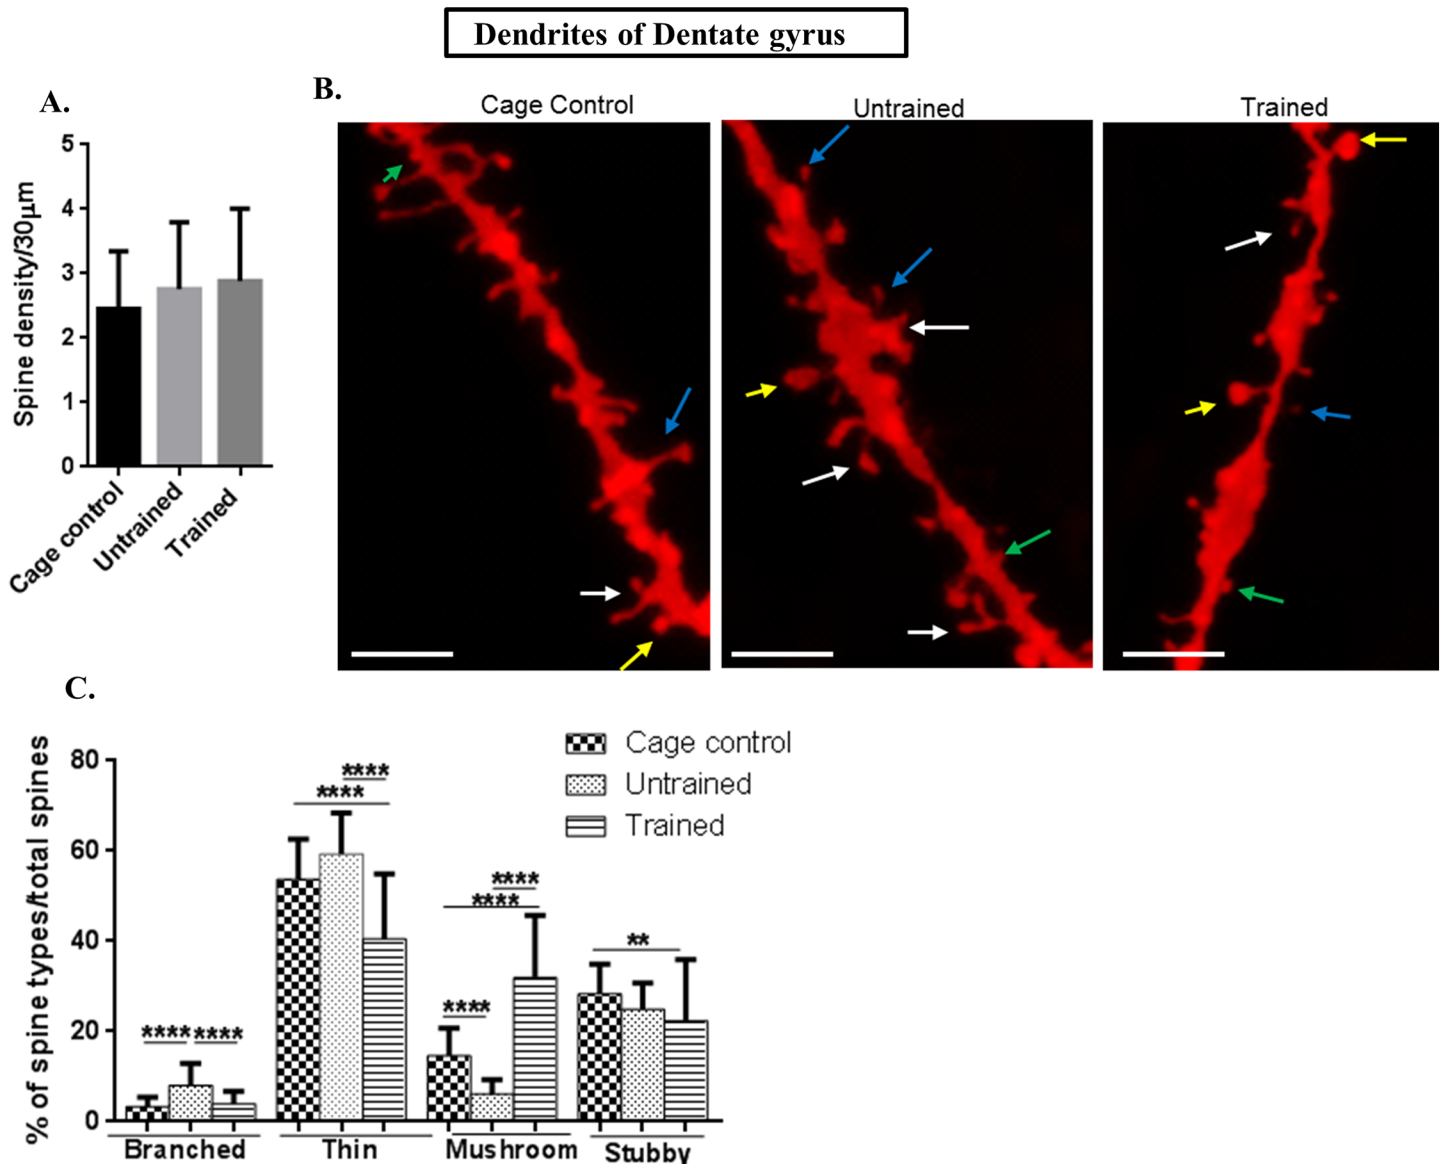 Dendrites of Dentate gyrus
A.
B.
Cage Control
Untrained
Trained
Spine density/30µm
5
4
3
2
1
0
Cage control
Untrained
Trained
C.
% of spine types/total spines
80
60
40
20
0
Cage control
Untrained
Trained
****
****
****
****
****
****
****
**
Branched
Thin
Mushroom
Stubby